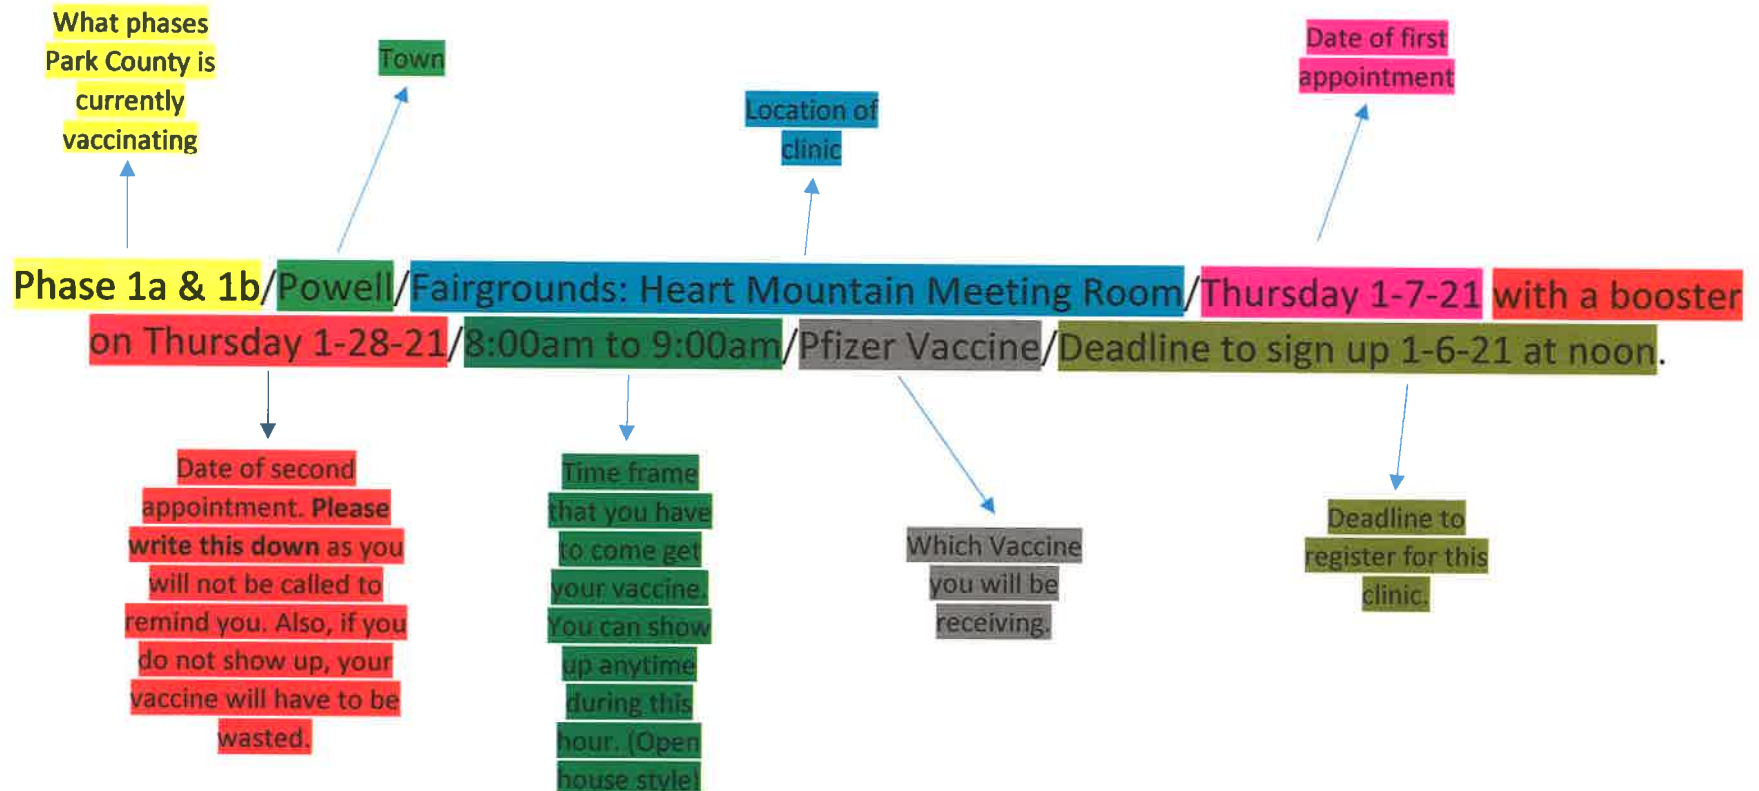 What phases
Park County is
currently
vaccinating
Town
Location of
clinic
Date of first
appointment
Phase 1a & 1b/Powell/Fairgrounds: Heart Mountain Meeting Room/Thursday 1-7-21 with a booster
on Thursday 1-28-21/8:00am to 9:00am/Pfizer Vaccine/Deadline to sign up 1-6-21 at noon.
Date of second
appointment. Please
write this down as you
will not be called to
remind you. Also, if you
do not show up, your
vaccine will have to be
wasted.
Time frame
that you have
to come get
your vaccine.
You can show
up anytime
during this
hour. (Open
house style)
Which Vaccine
you will be
receiving.
Deadline to
register for this
clinic.